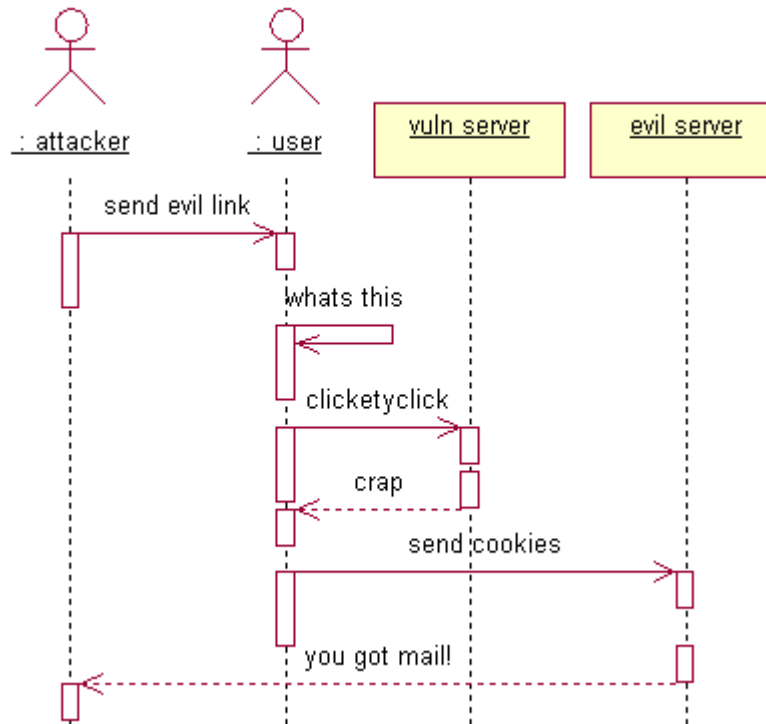 : attacker
: user
vuln server
evil server
send evil link
whats this
clicketyclick
crap
send cookies
you got mail!